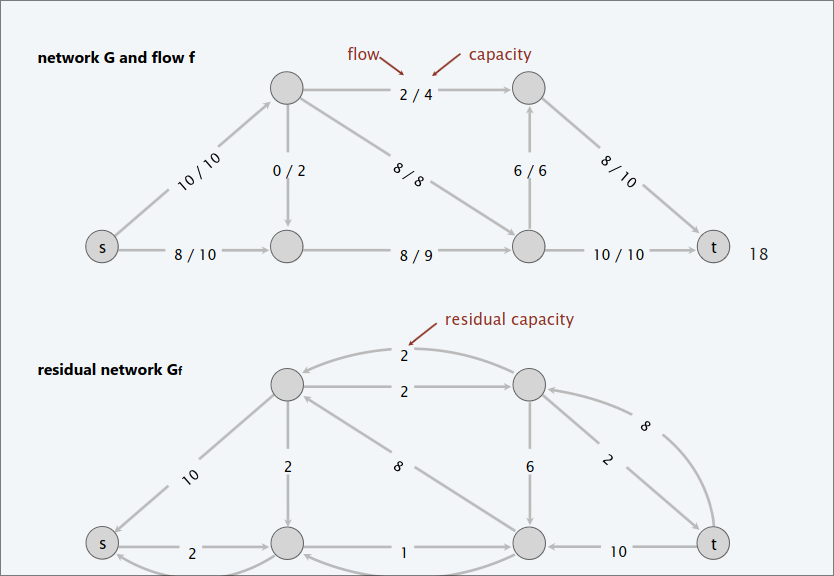 network G and flow f
flow
capacity
2 / 4
10 / 10
0 / 2
8 / 8
6 / 6
8 / 10
s
8 / 10
8 / 9
10 / 10
t
18
residual capacity
residual network Gf
2
2
10
2
8
6
2
8
s
2
1
10
t